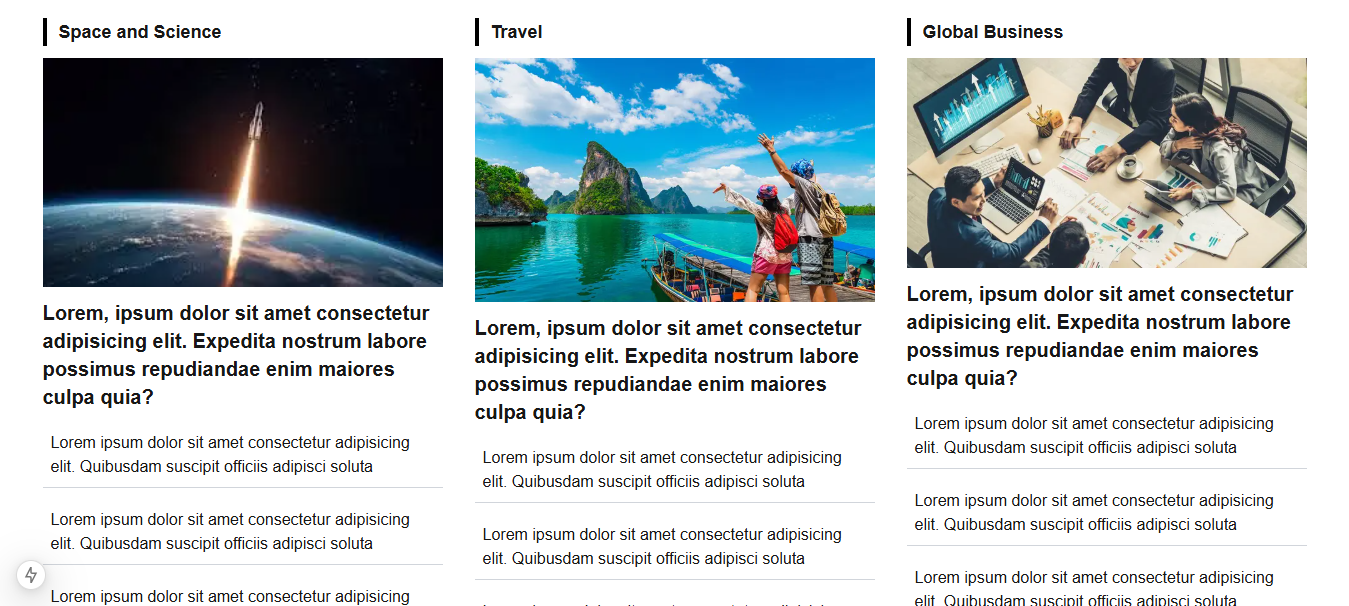 Space and Science
Lorem, ipsum dolor sit amet consectetur
adipisicing elit. Expedita nostrum labore
possimus repudiandae enim maiores
culpa quia?
Lorem ipsum dolor sit amet consectetur adipisicing
elit. Quibusdam suscipit officiis adipisci soluta
Lorem ipsum dolor sit amet consectetur adipisicing
elit. Quibusdam suscipit officiis adipisci soluta
Lorem ipsum dolor sit amet consectetur adipisicing
Travel
Lorem, ipsum dolor sit amet consectetur
adipisicing elit. Expedita nostrum labore
possimus repudiandae enim maiores
culpa quia?
Lorem ipsum dolor sit amet consectetur adipisicing
elit. Quibusdam suscipit officiis adipisci soluta
Lorem ipsum dolor sit amet consectetur adipisicing
elit. Quibusdam suscipit officiis adipisci soluta
Global Business
Lorem, ipsum dolor sit amet consectetur
adipisicing elit. Expedita nostrum labore
possimus repudiandae enim maiores
culpa quia?
Lorem ipsum dolor sit amet consectetur adipisicing
elit. Quibusdam suscipit officiis adipisci soluta
Lorem ipsum dolor sit amet consectetur adipisicing
elit. Quibusdam suscipit officiis adipisci soluta
Lorem ipsum dolor sit amet consectetur adipisicing
elit. Quibusdam suscipit officiis adipisci soluta